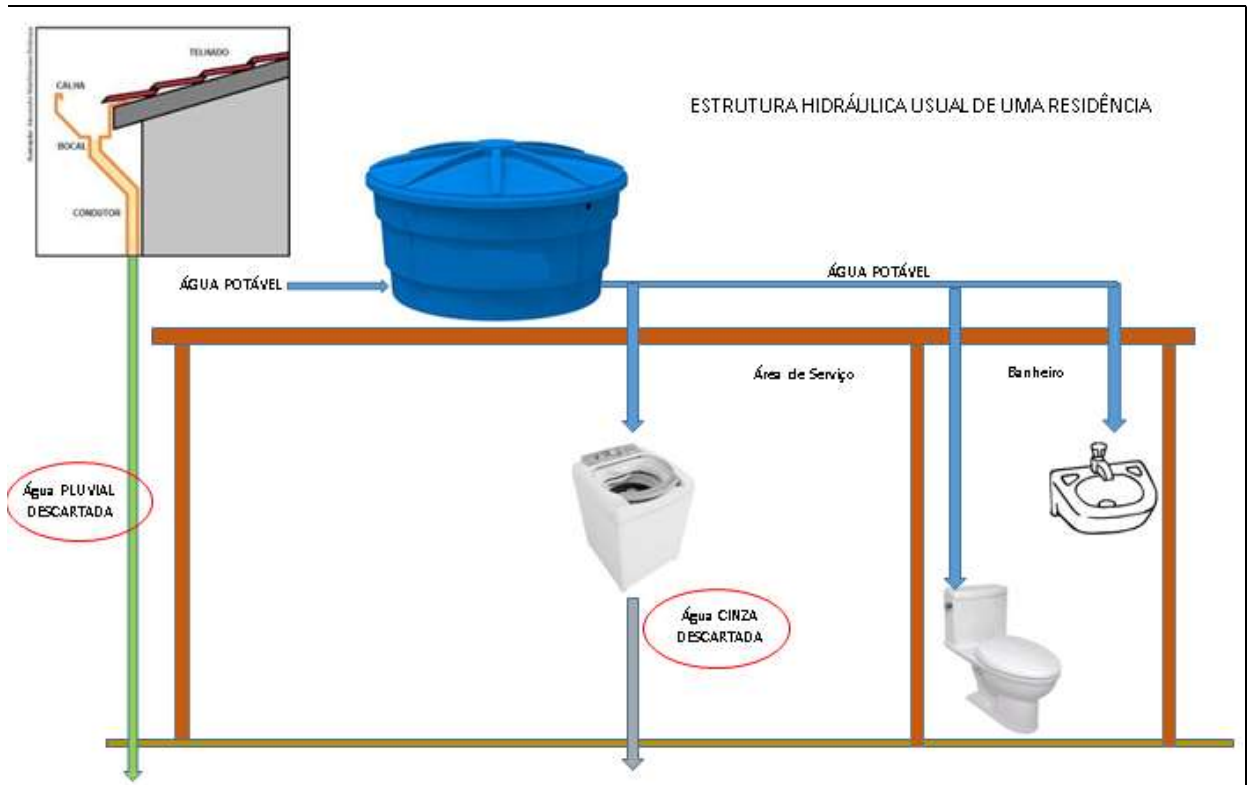 TELHADO
CALHA
BOCAL
CONDUTOR
ESTRUTURA HIDRÁULICA USUAL DE UMA RESIDÊNCIA
ÁGUA POTÁVEL
ÁGUA POTÁVEL
Área de Serviço
Banheiro
Água PLUVIAL
DESCARTADA
Água CINZA
DESCARTADA